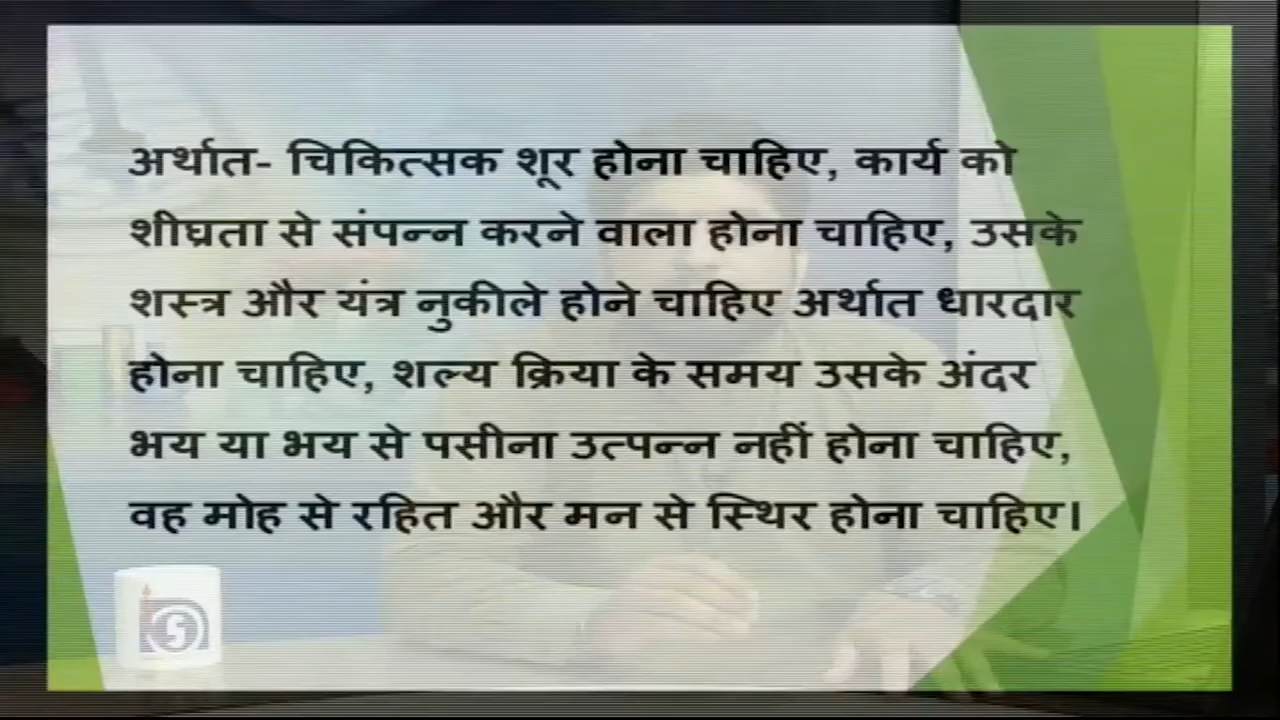 अर्थात- चिकित्सक शूर होना चाहिए, कार्य को
शीघ्रता से संपन्न करने वाला होना चाहिए, उसके
शस्त्र और यंत्र नुकीले होने चाहिए अर्थात धारदार
होना चाहिए, शल्य क्रिया के समय उसके अंदर
भय या भय से पसीना उत्पन्न नहीं होना चाहिए,
वह मोह से रहित और मन से स्थिर होना चाहिए।